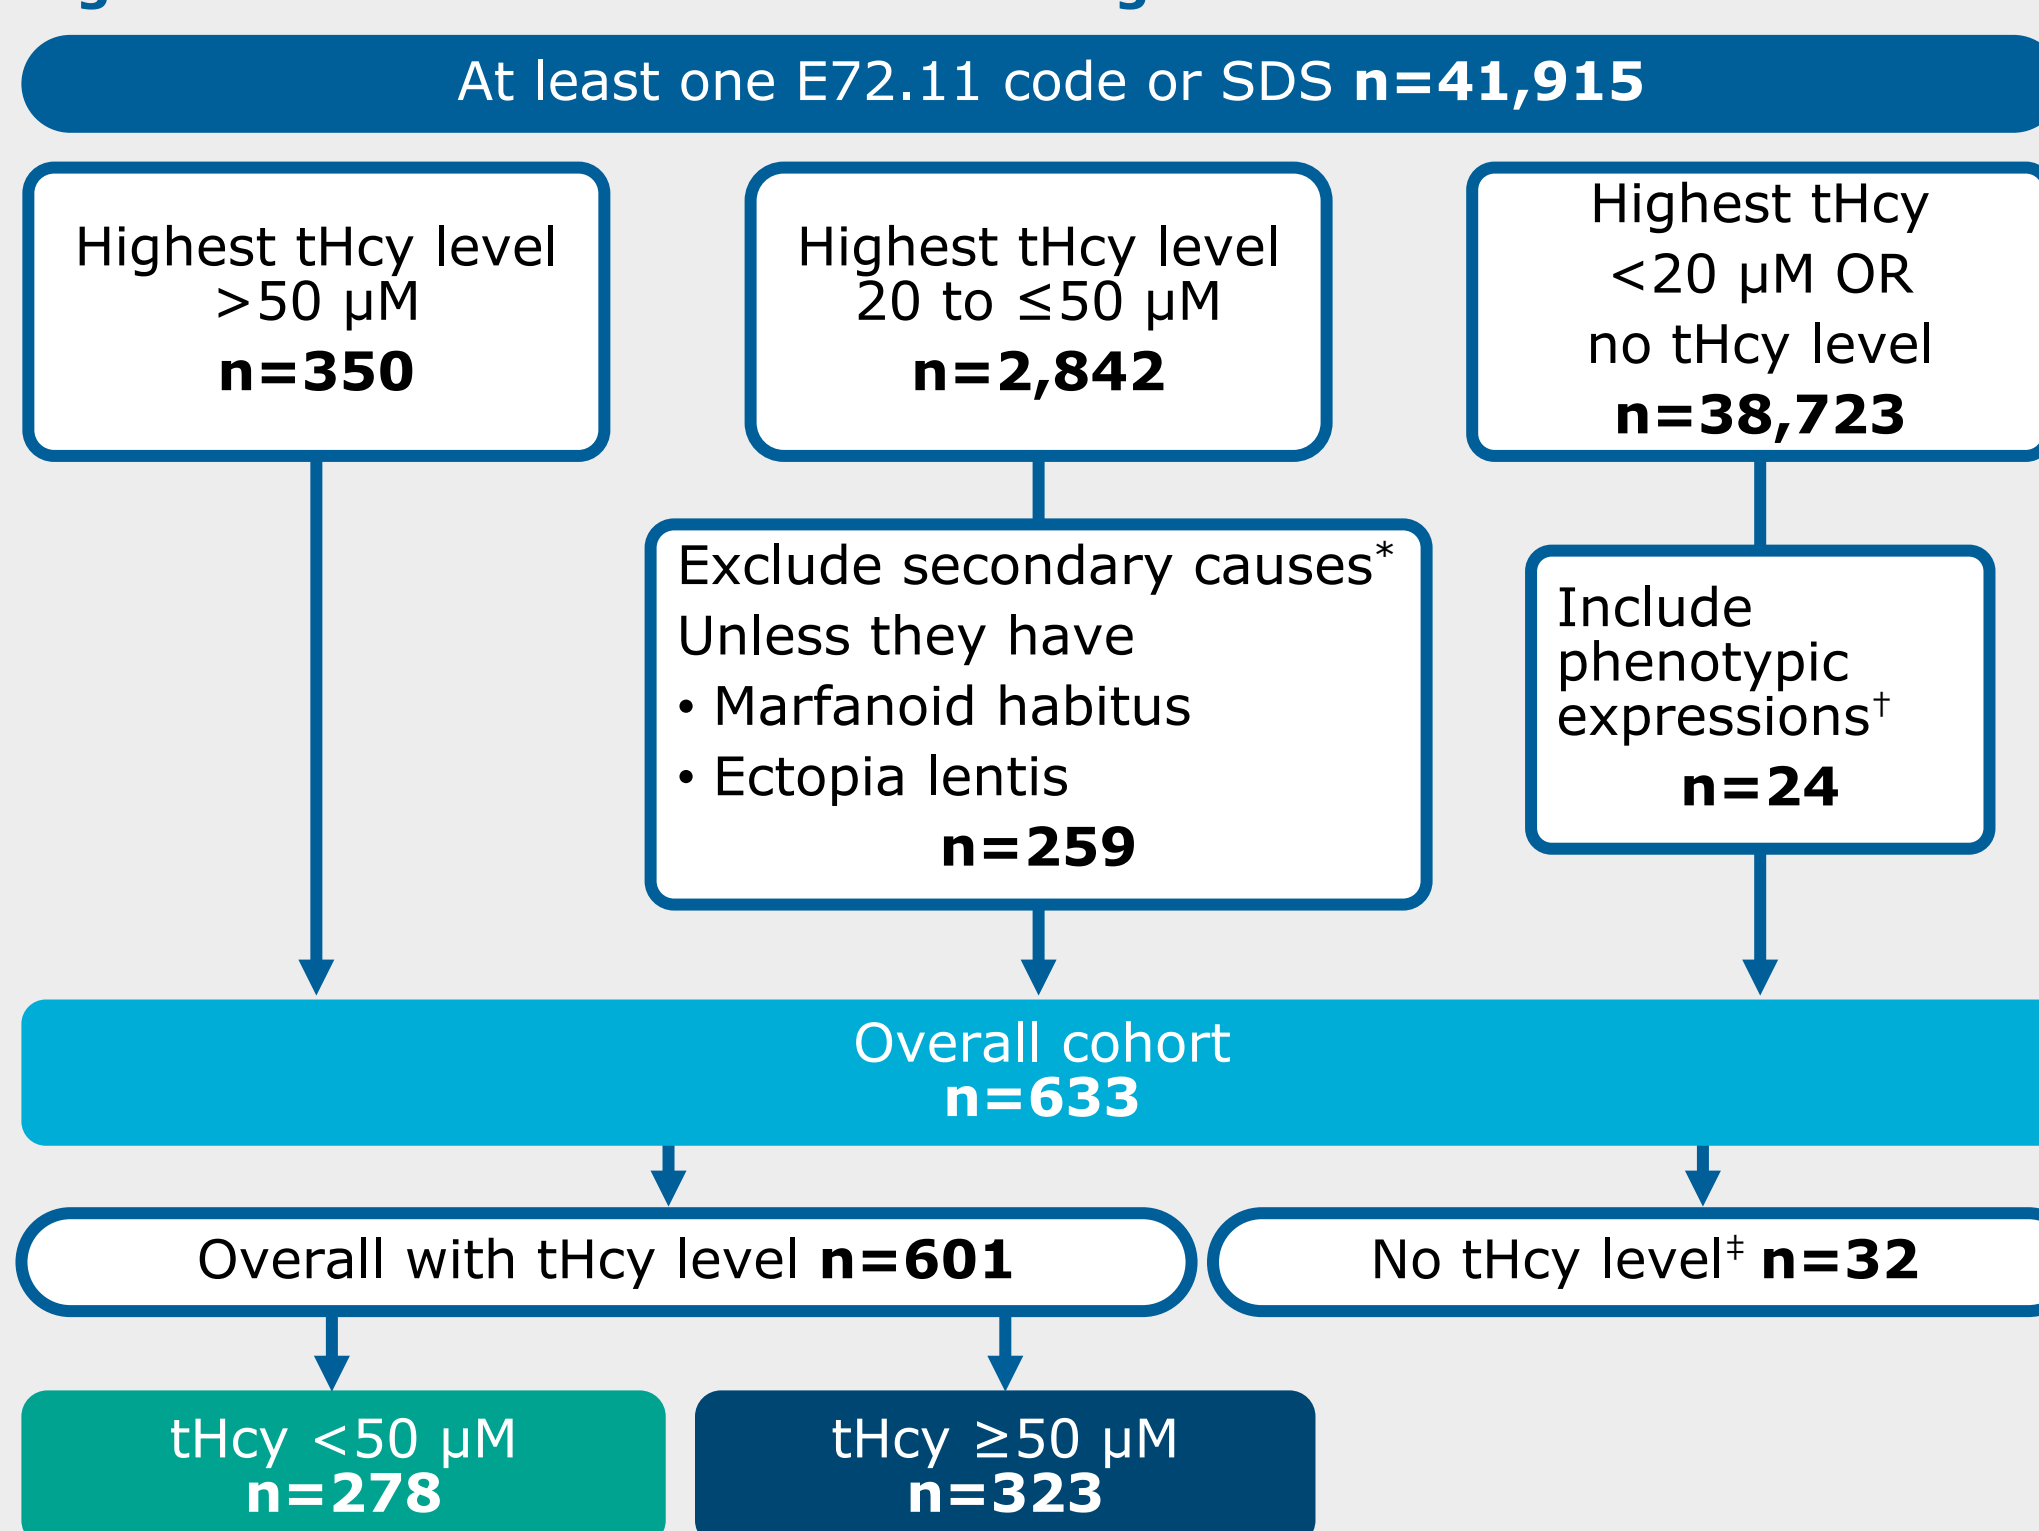 At least one E72.11 code or SDS n=41,915
Highest tHcy level
>50 µM
n=350
Highest tHcy level
20 to ≤50 µM
n=2,842
Highest tHcy
<20 µM OR
no tHcy level
n=38,723
Exclude secondary causes*
Unless they have
• Marfanoid habitus
• Ectopia lentis
n=259
Include
phenotypic
expressions†
n=24
Overall cohort
n=633
Overall with tHcy level n=601
No tHcy level‡ n=32
tHcy <50 µM
n=278
tHcy ≥50 µM
n=323